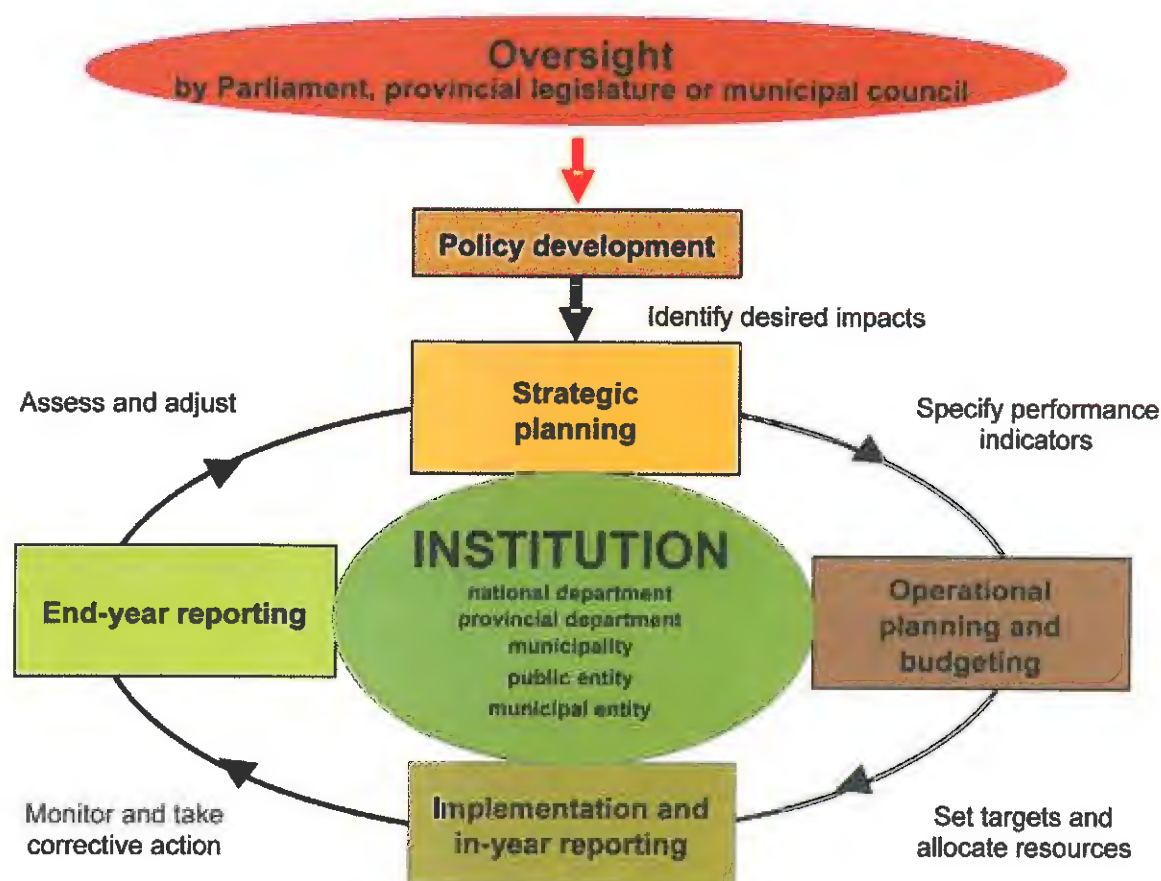 Oversight
by Parliament, provincial legislature or municipal council
Policy development
Identify desired impacts
Strategic
planning
Assess and adjust
Specify performance
indicators
INSTITUTION
national department
provincial department
municipality
public entity
municipal entity
End-year reporting
Operational
planning and
budgeting
Implementation and
in-year reporting
Monitor and take
corrective action
Set targets and
allocate resources